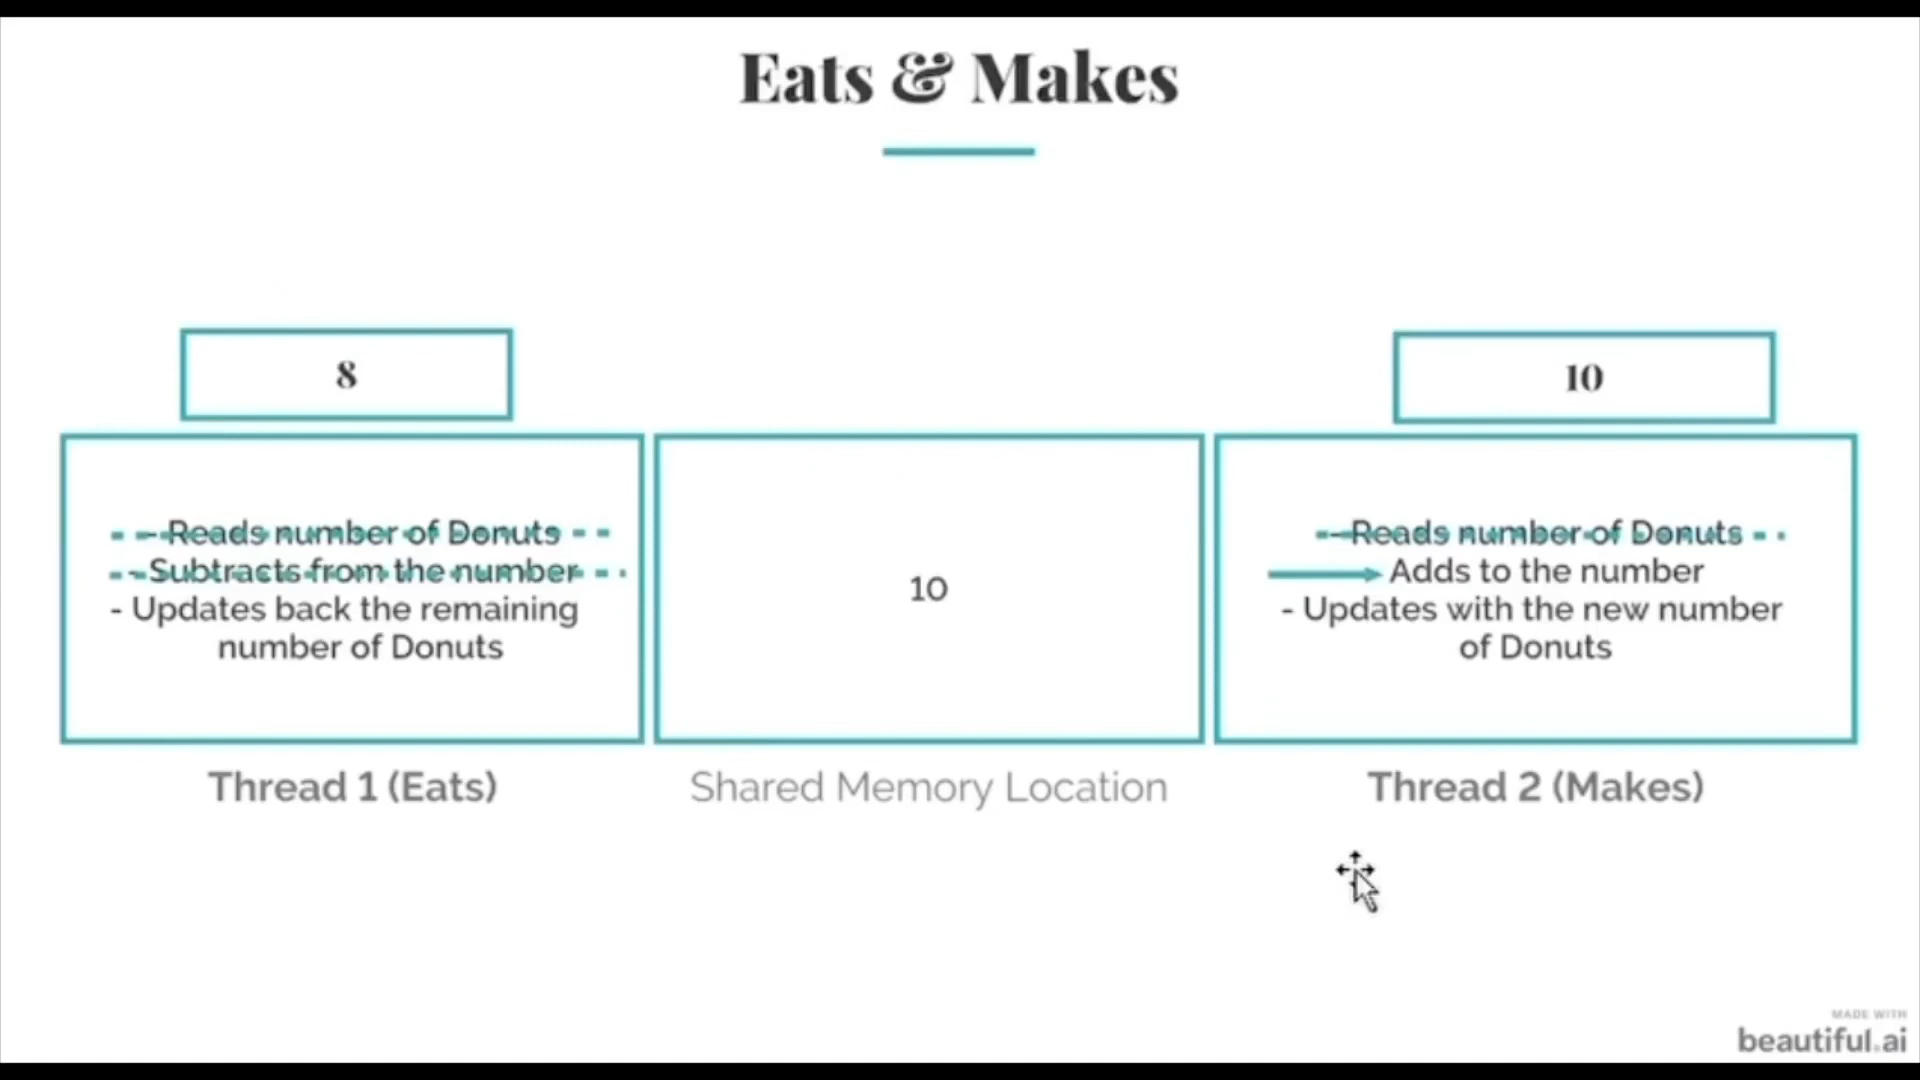 Eats & Makes
8
10
- Reads number of Donuts
- Subtracts from the number
- Updates back the remaining
number of Donuts
10
- Reads number of Donuts
Adds to the number
- Updates with the new number
of Donuts
Thread 1 (Eats)
Shared Memory Location
Thread 2 (Makes)
MADE WITH
beautiful.ai